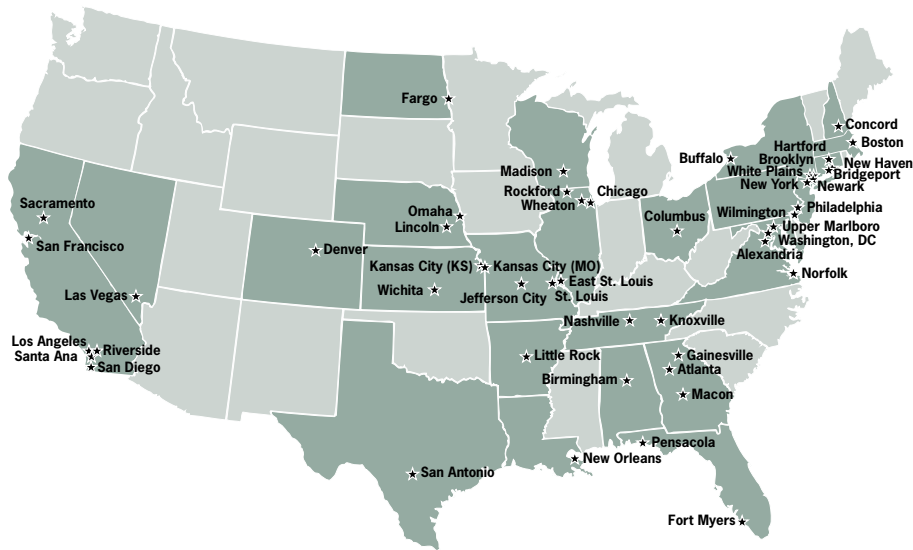 Fargo
Concord
Boston
Hartford
Buffalo
Brooklyn
New Haven
White Plains
Bridgeport
New York
Newark
Madison
Rockford
Chicago
Wheaton
Sacramento
Omaha
Lincoln
Columbus
Wilmington
Philadelphia
Upper Marlboro
Washington, DC
Alexandria
San Francisco
Denver
Kansas City (KS)
Kansas City (MO)
East St. Louis
Norfolk
Las Vegas
Wichita
Jefferson City
St. Louis
Nashville
Knoxville
Los Angeles
Riverside
Santa Ana
San Diego
Little Rock
Gainesville
Atlanta
Birmingham
Macon
Pensacola
New Orleans
San Antonio
Fort Myers